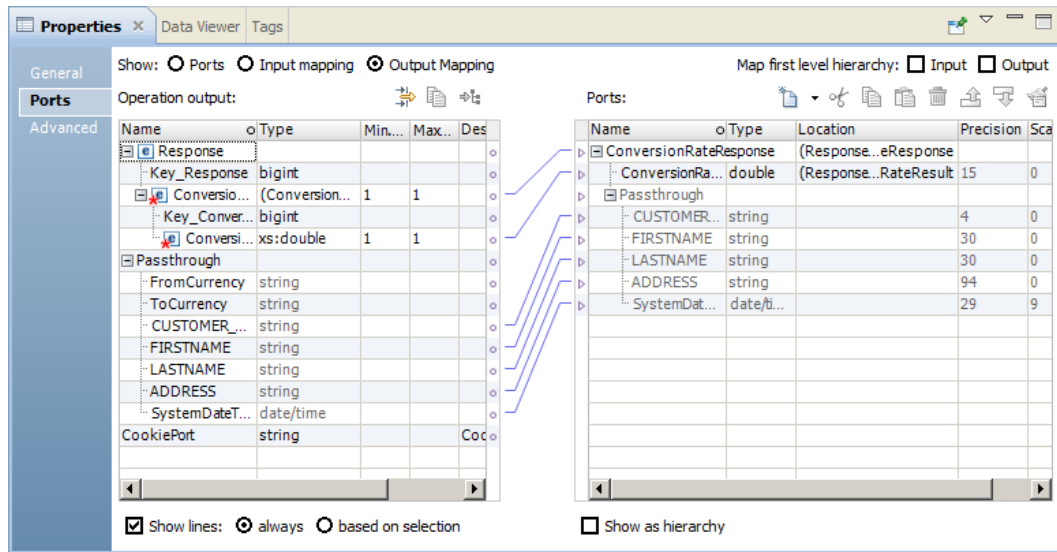 Properties Data Viewer Tags
General
Ports
Advanced
Show: Ports Input mapping Output Mapping
Map first level hierarchy: Input Output
Operation output:
Ports:
Name Type Min.... Max... Des
Response
Key_Response bigint
Conversio... (Conversion... 1 1
Key_Conver... bigint
Conversi... xs:double 1 1
Passthrough
FromCurrency string
ToCurrency string
CUSTOMER_... string
FIRSTNAME string
LASTNAME string
ADDRESS string
SystemDateT... date/time
CookiePort string Coo
Name Type Location Precision Sca
ConversionRateResponse (Response...eResponse
ConversionRa... double (Response...RateResult 15 0
Passthrough
CUSTOMER... string 4 0
FIRSTNAME string 30 0
LASTNAME string 30 0
ADDRESS string 94 0
SystemDat... date/ti... 29 9
Show lines: always based on selection
Show as hierarchy